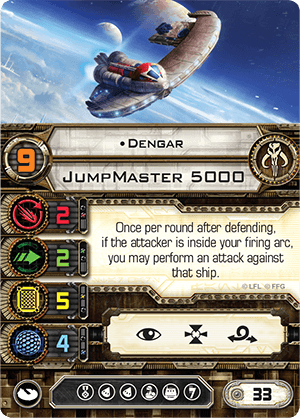 • Dengar
9
JumpMaster 5000
2
2
5
4
Once per round after defending,
if the attacker is inside your firing arc,
you may perform an attack against
that ship.
©LFL ©FFG
33